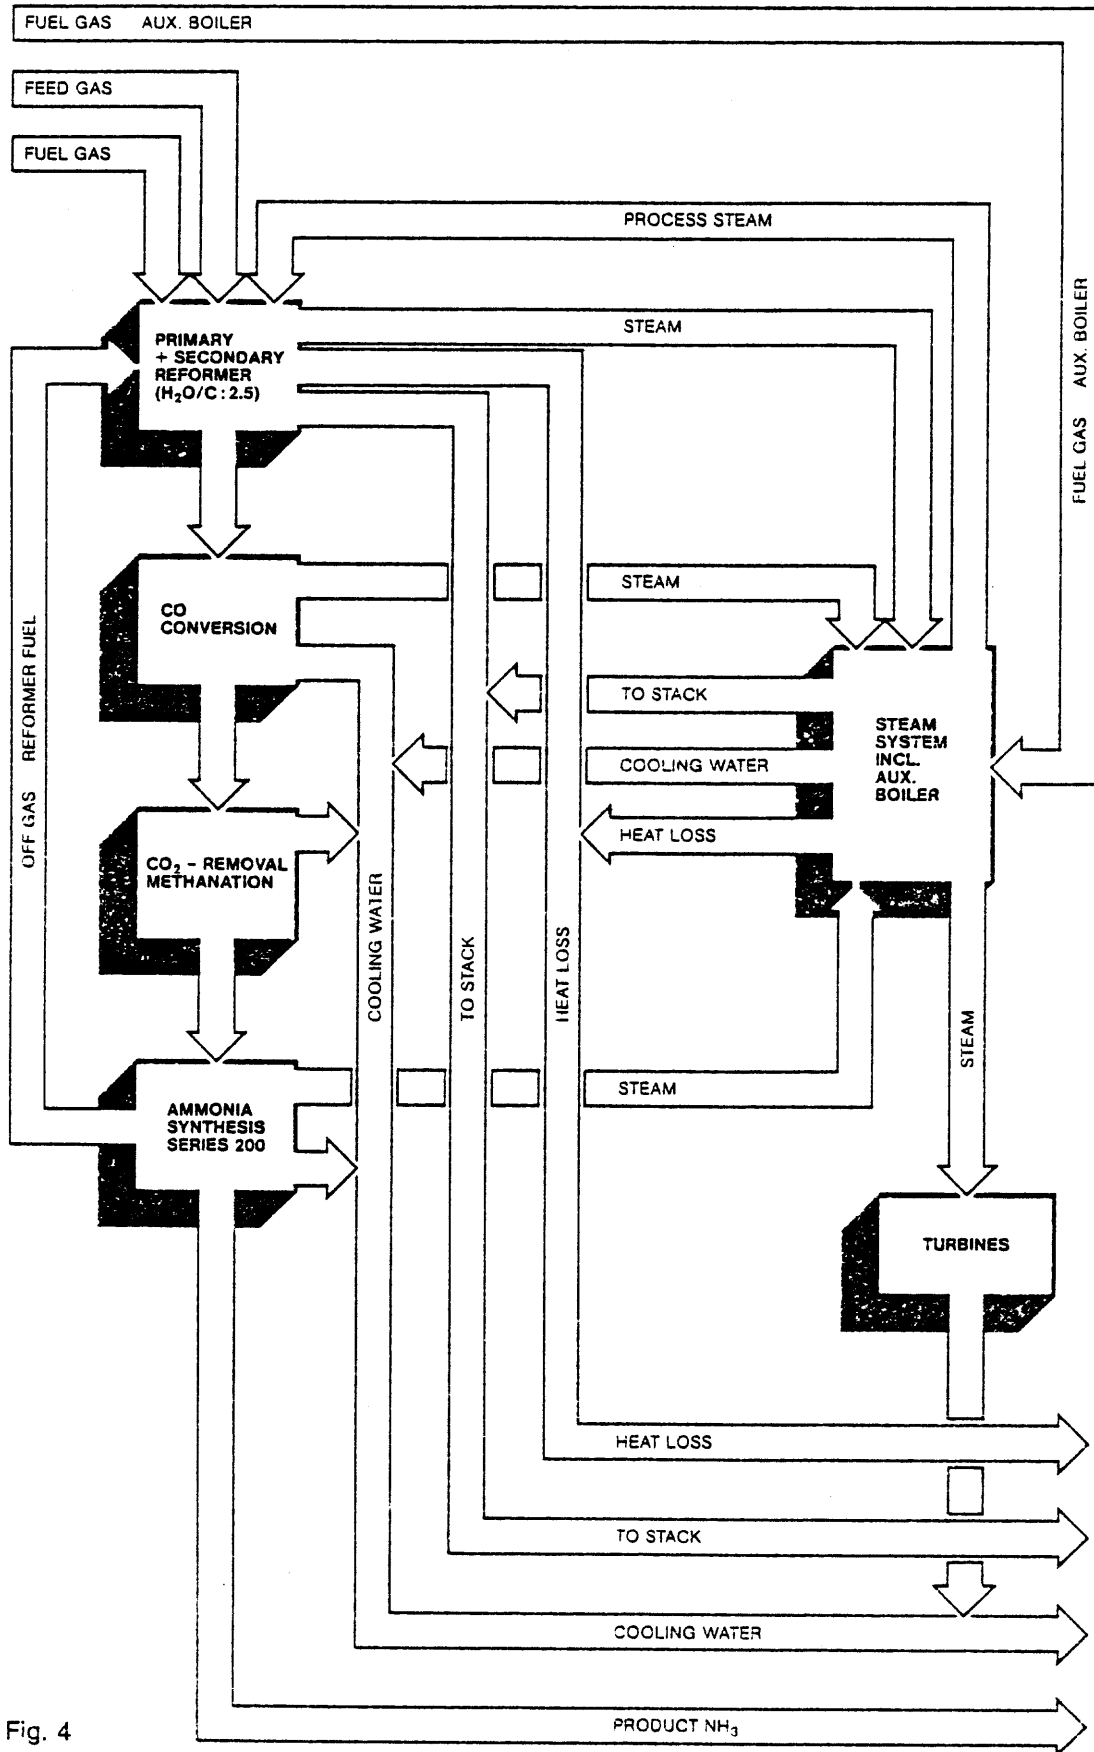 FUEL GAS AUX. BOILER
FEED GAS
FUEL GAS
PROCESS STEAM
STEAM
FUEL GAS AUX. BOILER
PRIMARY
+ SECONDARY
REFORMER
(H₂O/C : 2.5)
CO
CONVERSION
STEAM
TO STACK
COOLING WATER
HEAT LOSS
STEAM
SYSTEM
INCL.
AUX.
BOILER
OFF GAS REFORMER FUEL
CO₂ – REMOVAL
METHANATION
COOLING WATER
TO STACK
HEAT LOSS
STEAM
AMMONIA
SYNTHESIS
SERIES 200
STEAM
TURBINES
HEAT LOSS
TO STACK
COOLING WATER
PRODUCT NH₃
Fig. 4